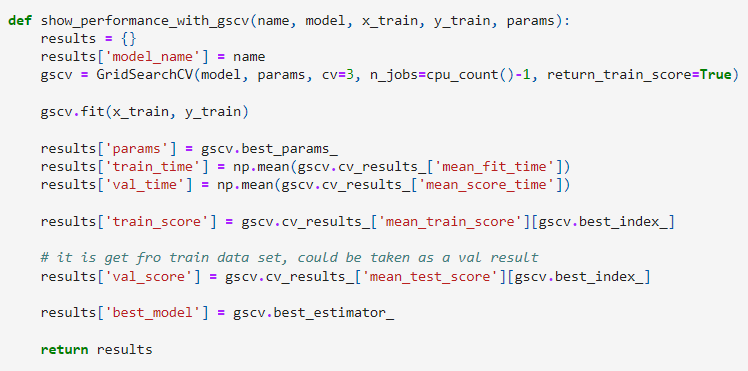 def show_performance_with_gscv(name, model, x_train, y_train, params):
    results = {}
    results['model_name'] = name
    gscv = GridSearchCV(model, params, cv=3, n_jobs=cpu_count()-1, return_train_score=True)

    gscv.fit(x_train, y_train)

    results['params'] = gscv.best_params_
    results['train_time'] = np.mean(gscv.cv_results_['mean_fit_time'])
    results['val_time'] = np.mean(gscv.cv_results_['mean_score_time'])

    results['train_score'] = gscv.cv_results_['mean_train_score'][gscv.best_index_]

    # it is get fro train data set, could be taken as a val result
    results['val_score'] = gscv.cv_results_['mean_test_score'][gscv.best_index_]

    results['best_model'] = gscv.best_estimator_

    return results